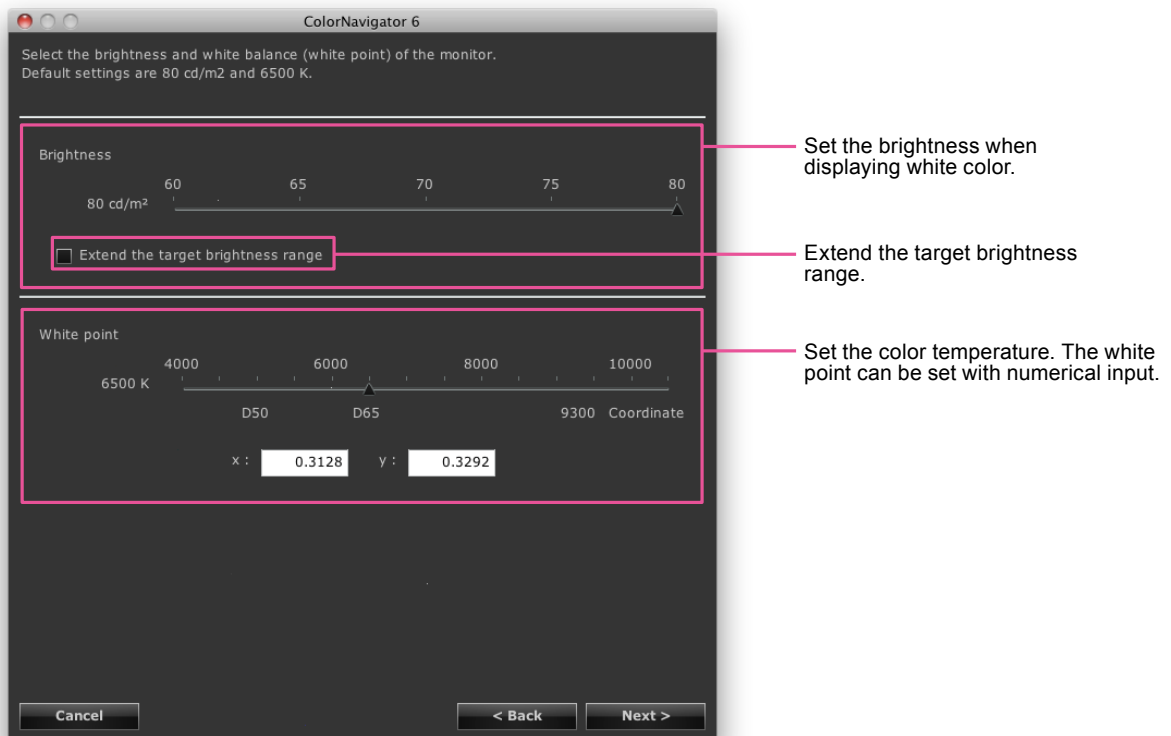 ColorNavigator 6
Select the brightness and white balance (white point) of the monitor.
Default settings are 80 cd/m2 and 6500 K.
Brightness
60 65 70 75 80
80 cd/m²
Extend the target brightness range
White point
4000 6000 8000 10000
6500 K
D50 D65 9300 Coordinate
x : 0.3128 y : 0.3292
Cancel < Back Next >
Set the brightness when
displaying white color.
Extend the target brightness
range.
Set the color temperature. The white
point can be set with numerical input.